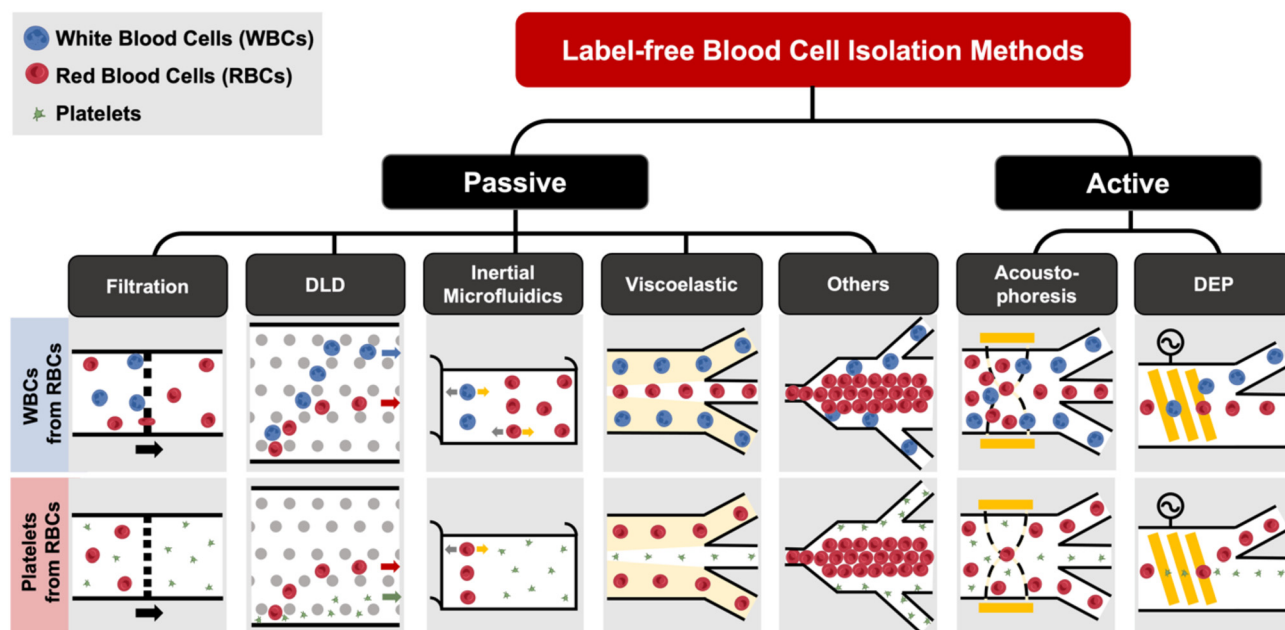 White Blood Cells (WBCs)
Red Blood Cells (RBCs)
Platelets
Label-free Blood Cell Isolation Methods
Passive
Active
Filtration
DLD
Inertial
Microfluidics
Viscoelastic
Others
Acousto-
phoresis
DEP
WBCs
from RBCs
Platelets
from RBCs